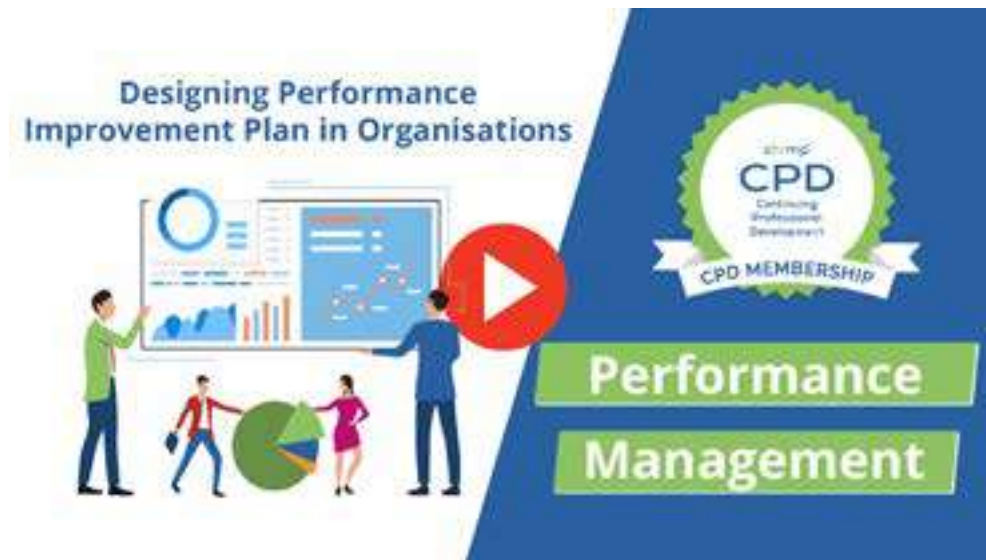 Designing Performance
Improvement Plan in Organisations
CPD
Continuing
Professional
Development
CPD MEMBERSHIP
Performance
Management